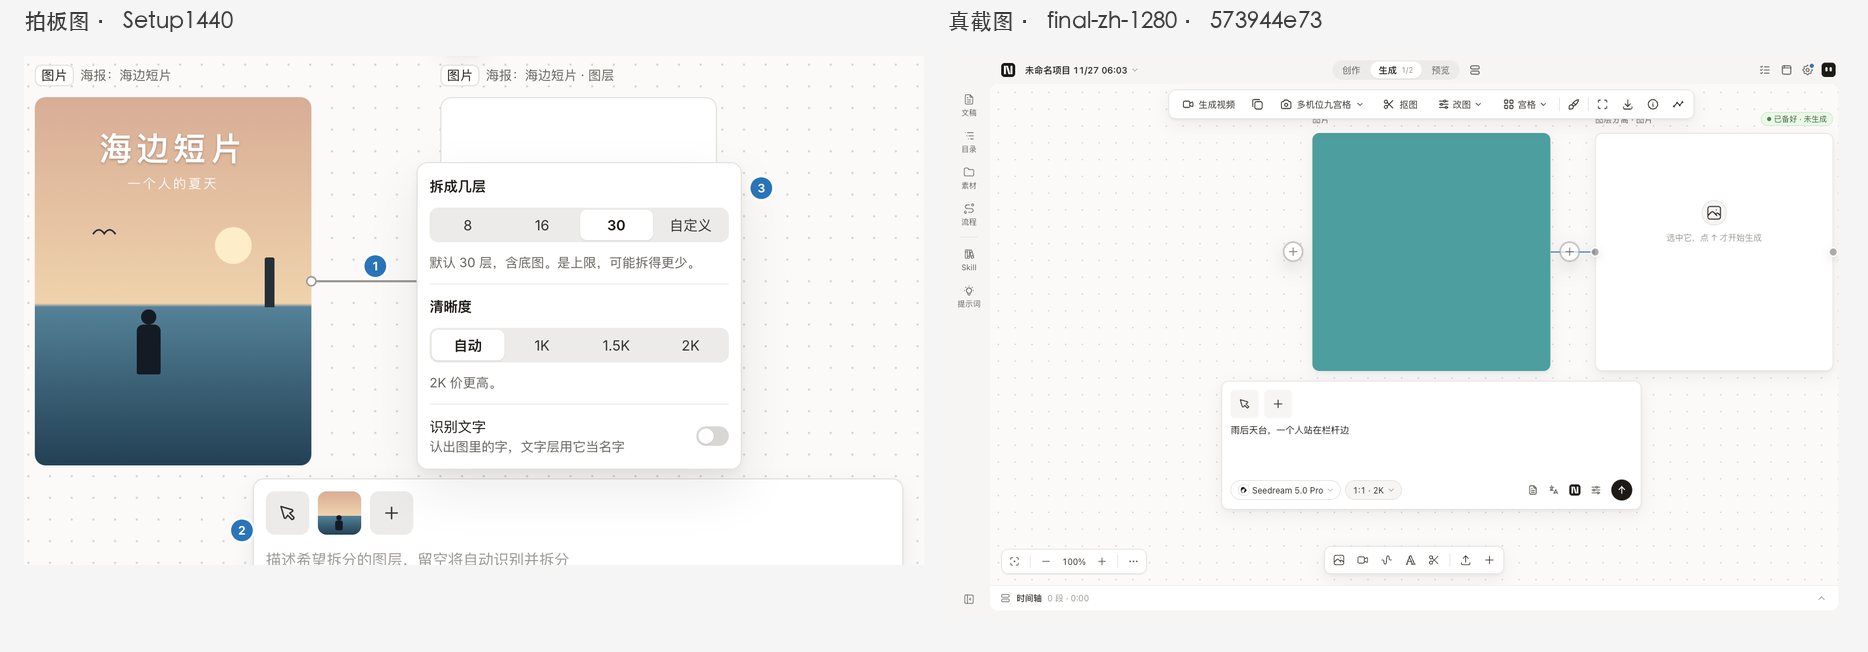 拍板图 · Setup1440
图片 海报：海边短片
海边短片
一个人的夏天
1
图片 海报：海边短片 · 图层
拆成几层
8 16 30 自定义
默认 30 层，含底图。是上限，可能拆得更少。
清晰度
自动 1K 1.5K 2K
2K 价更高。
识别文字
认出图里的字，文字层用它当名字
3
2
描述希望拆分的图层，留空将自动识别并拆分
真截图 · final-zh-1280 · 573944e73
未命名项目 11/27 06:03
创作 生成 1/2 预览
文稿
目录
素材
流程
Skill
提示词
生成视频 多机位九宫格 抠图 改图 宫格
图片
图层分离 · 图片
已备好 · 未生成
选中它，点 ↑ 才开始生成
雨后天台，一个人站在栏杆边
Seedream 5.0 Pro 1:1 · 2K
100%
时间轴 0 段 · 0:00